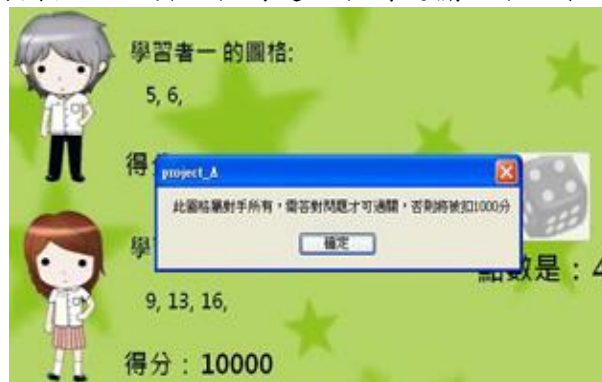 學習者一 的圖格:
5, 6,
得
project_A
此圖格屬對手所有，需答對問題才可過關，否則將被扣1000分
確定
學
點數是：4
9, 13, 16,
得分：10000